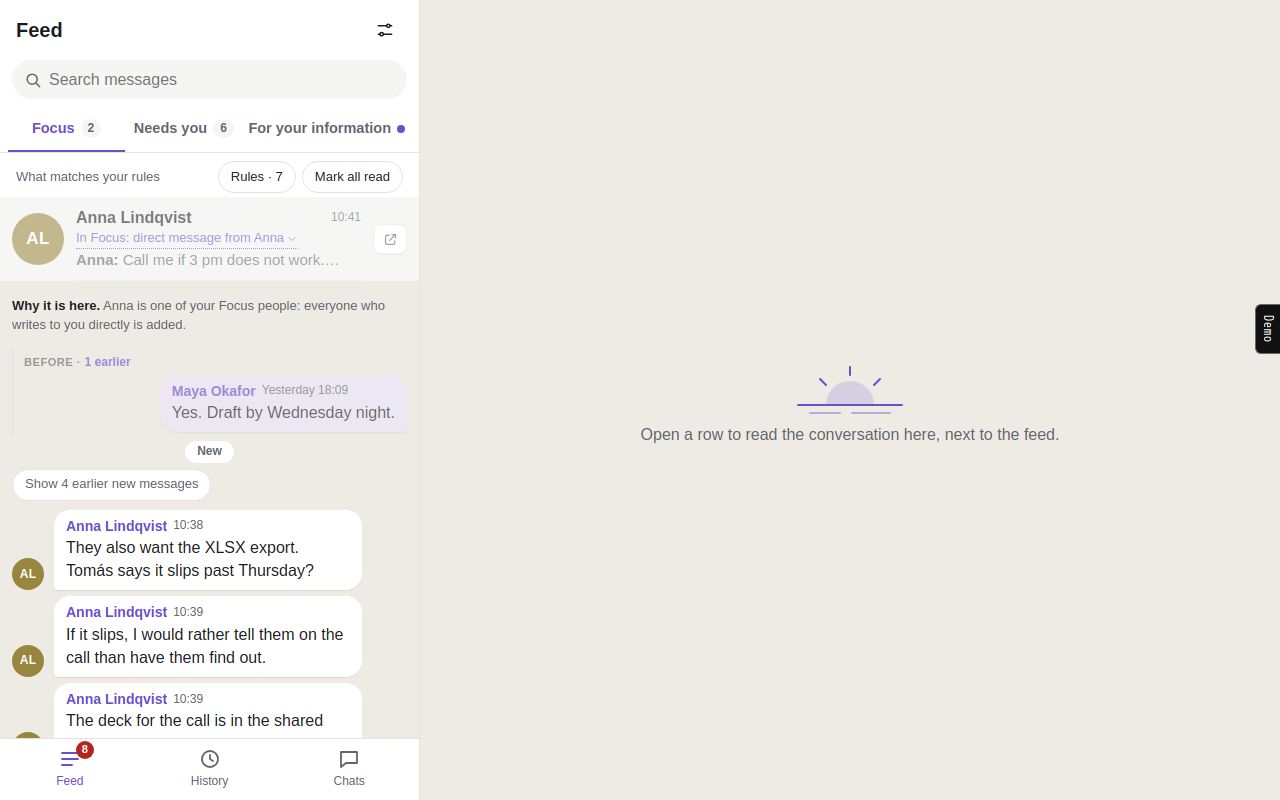 Feed
Search messages
Focus 2
Needs you 6
For your information
What matches your rules
Rules · 7
Mark all read
AL
Anna Lindqvist
10:41
In Focus: direct message from Anna
Anna: Call me if 3 pm does not work.…
Why it is here. Anna is one of your Focus people: everyone who
writes to you directly is added.
BEFORE · 1 earlier
Maya Okafor Yesterday 18:09
Yes. Draft by Wednesday night.
New
Show 4 earlier new messages
Anna Lindqvist 10:38
They also want the XLSX export.
Tomás says it slips past Thursday?
AL
Anna Lindqvist 10:39
If it slips, I would rather tell them on the
call than have them find out.
AL
Anna Lindqvist 10:39
The deck for the call is in the shared
8
Feed
History
Chats
Open a row to read the conversation here, next to the feed.
Demo